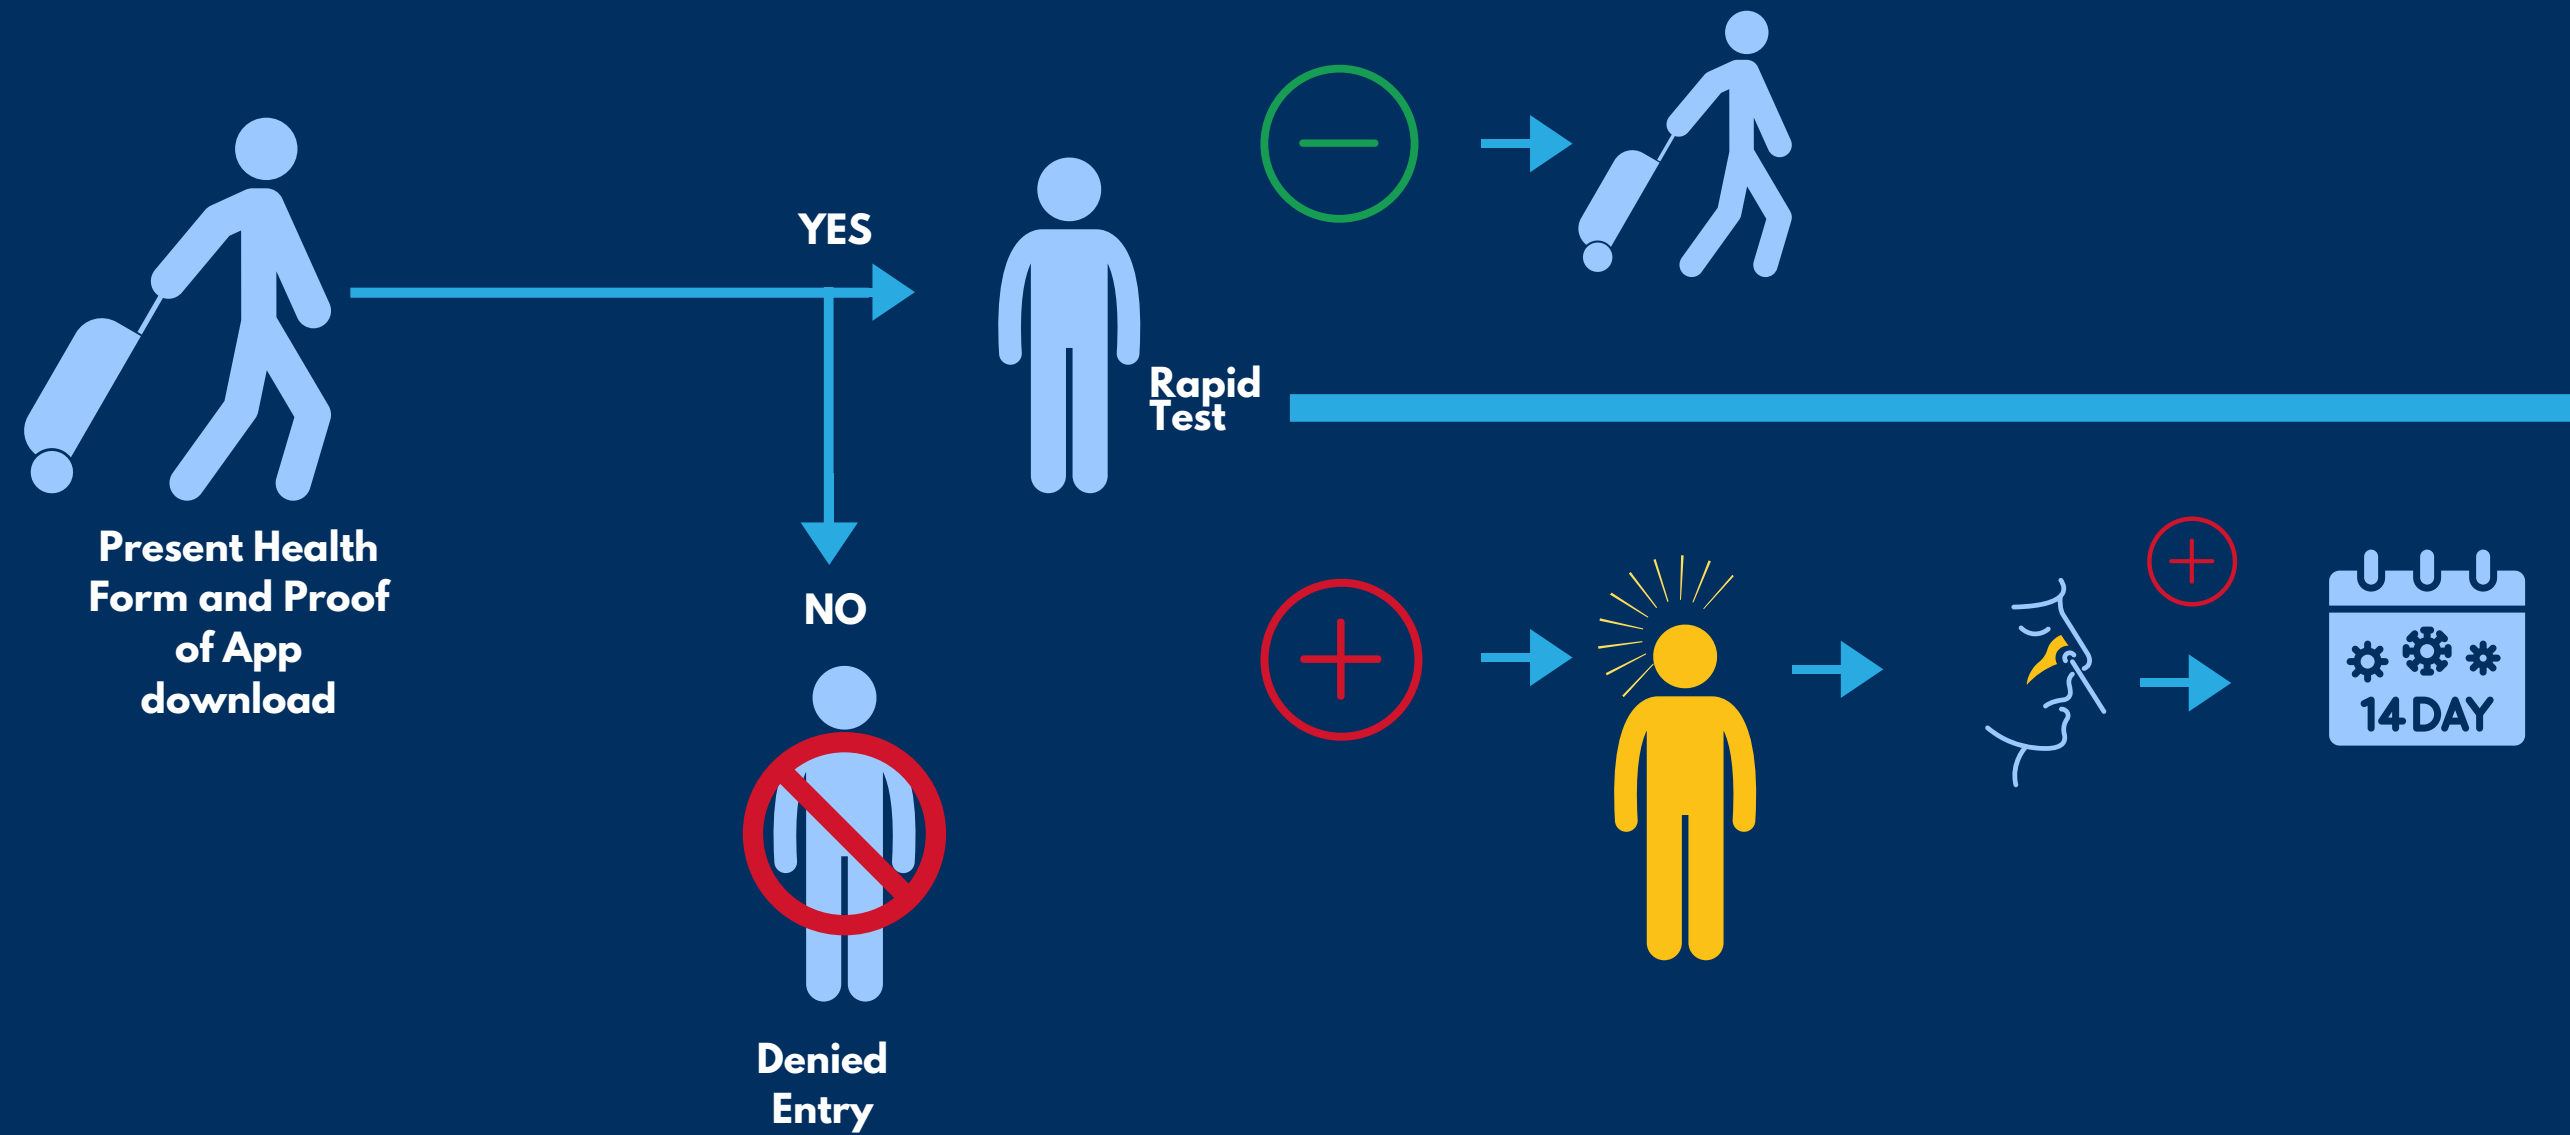 Present Health
Form and Proof
of App
download
YES
NO
Denied
Entry
Rapid
Test
14 DAY